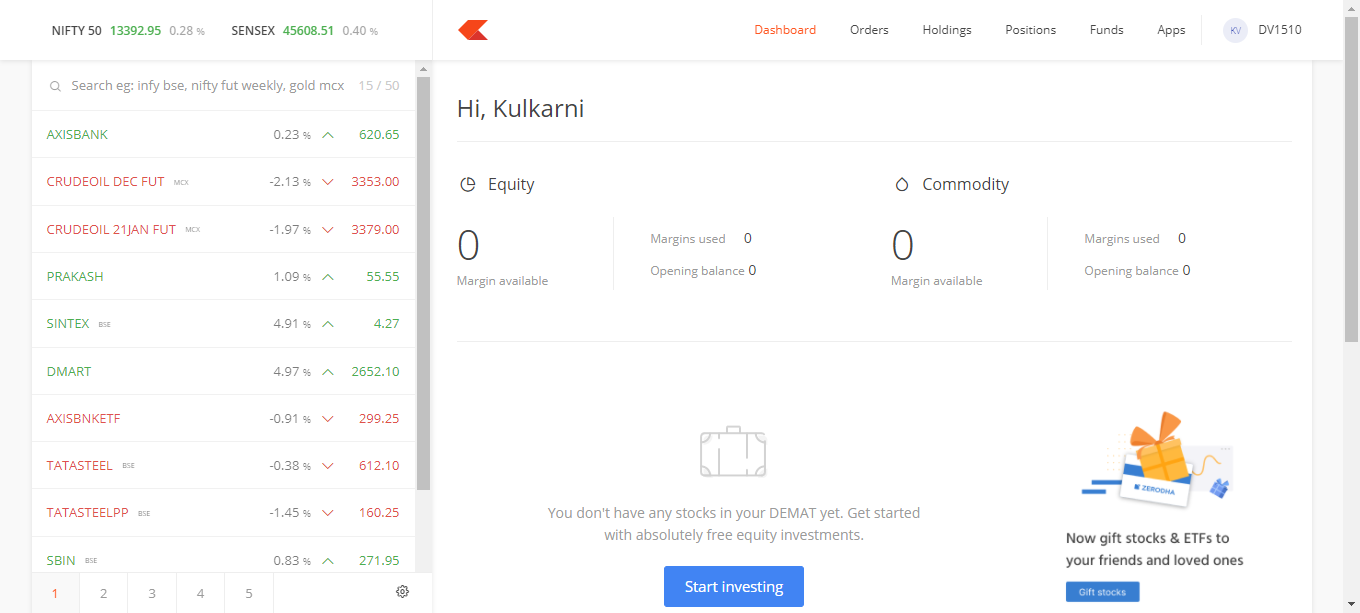 NIFTY 50 13392.95 0.28 % SENSEX 45608.51 0.40 %
Dashboard Orders Holdings Positions Funds Apps KV DV1510
Search eg: infy bse, nifty fut weekly, gold mcx 15 / 50
AXISBANK 0.23 % 620.65
CRUDEOIL DEC FUT MCX -2.13 % 3353.00
CRUDEOIL 21JAN FUT MCX -1.97 % 3379.00
PRAKASH 1.09 % 55.55
SINTEX BSE 4.91 % 4.27
DMART 4.97 % 2652.10
AXISBNKETF -0.91 % 299.25
TATASTEEL BSE -0.38 % 612.10
TATASTEELPP BSE -1.45 % 160.25
SBIN BSE 0.83 % 271.95
1 2 3 4 5
Hi, Kulkarni
Equity
0
Margin available
Margins used 0
Opening balance 0
Commodity
0
Margin available
Margins used 0
Opening balance 0
You don't have any stocks in your DEMAT yet. Get started
with absolutely free equity investments.
Start investing
ZERODHA
Now gift stocks & ETFs to
your friends and loved ones
Gift stocks